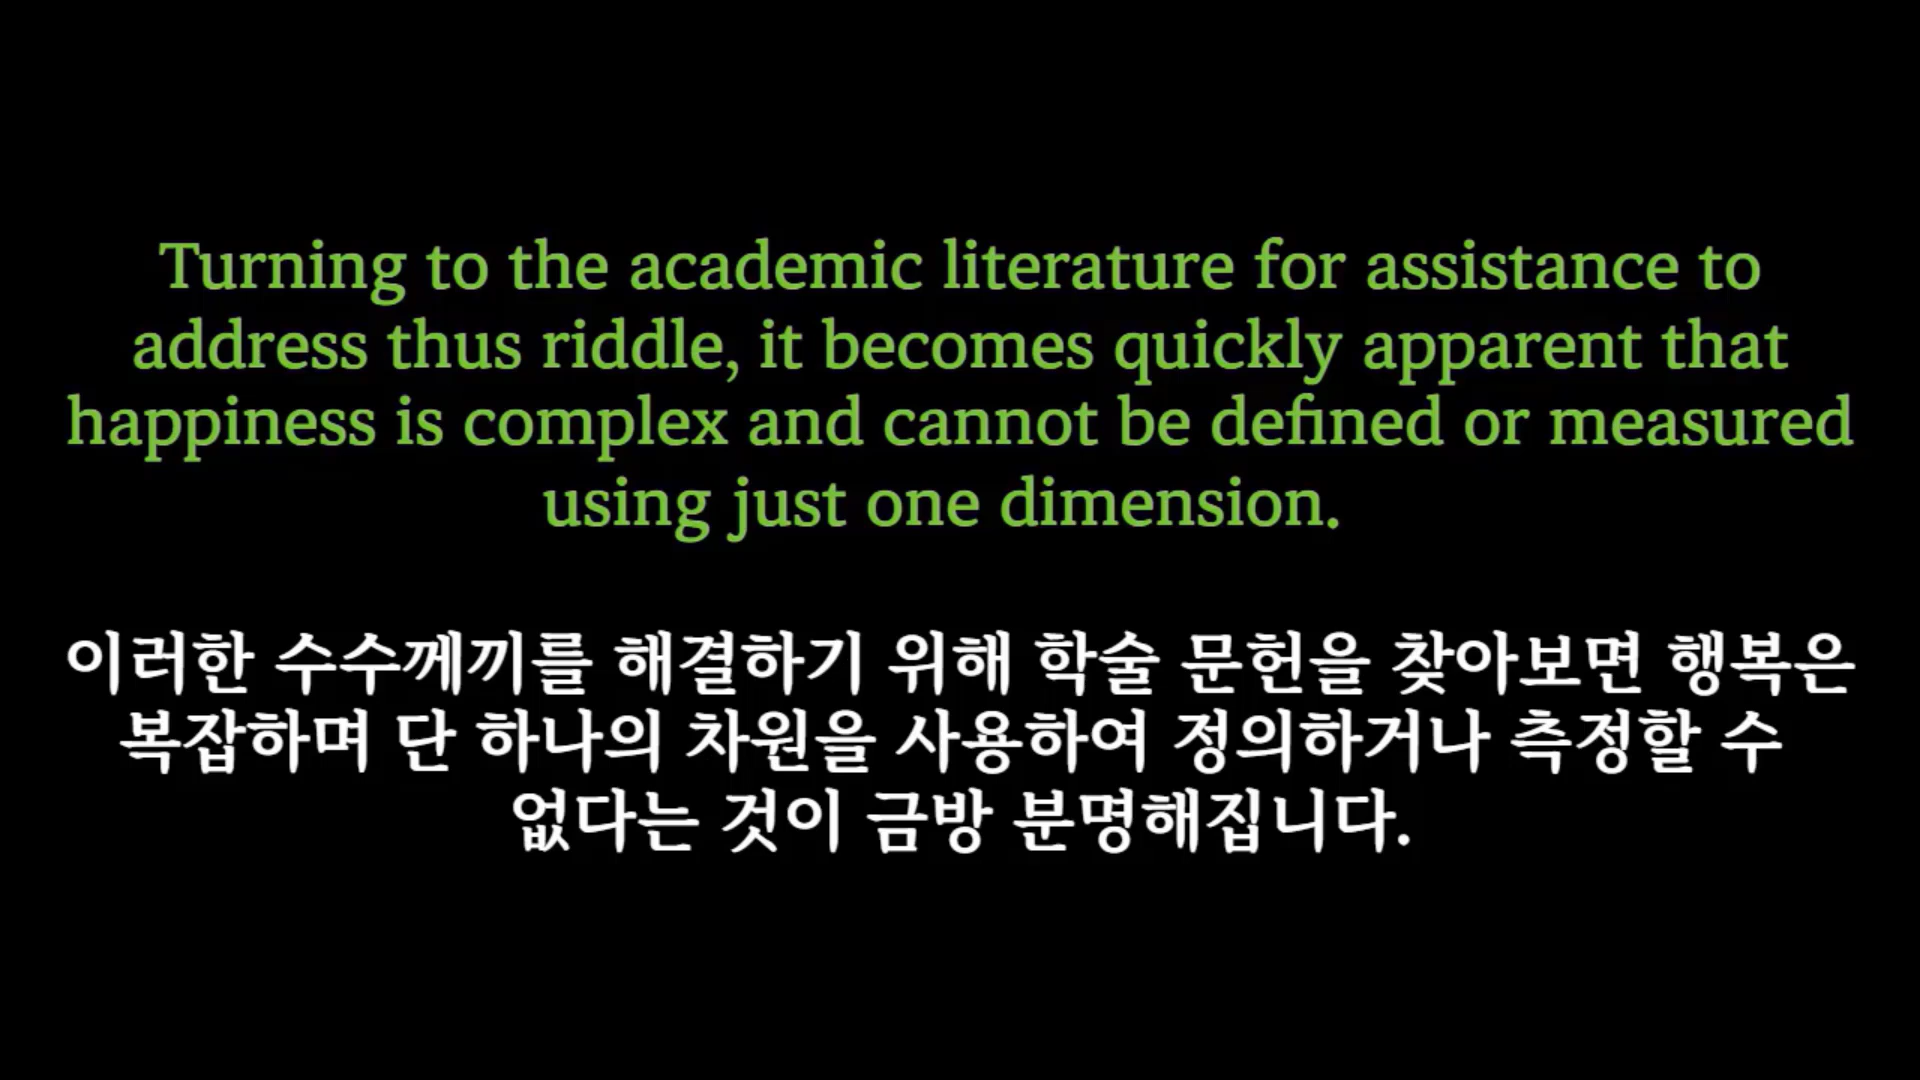 Turning to the academic literature for assistance to
address thus riddle, it becomes quickly apparent that
happiness is complex and cannot be defined or measured
using just one dimension.
이러한 수수께끼를 해결하기 위해 학술 문헌을 찾아보면 행복은
복잡하며 단 하나의 차원을 사용하여 정의하거나 측정할 수
없다는 것이 금방 분명해집니다.